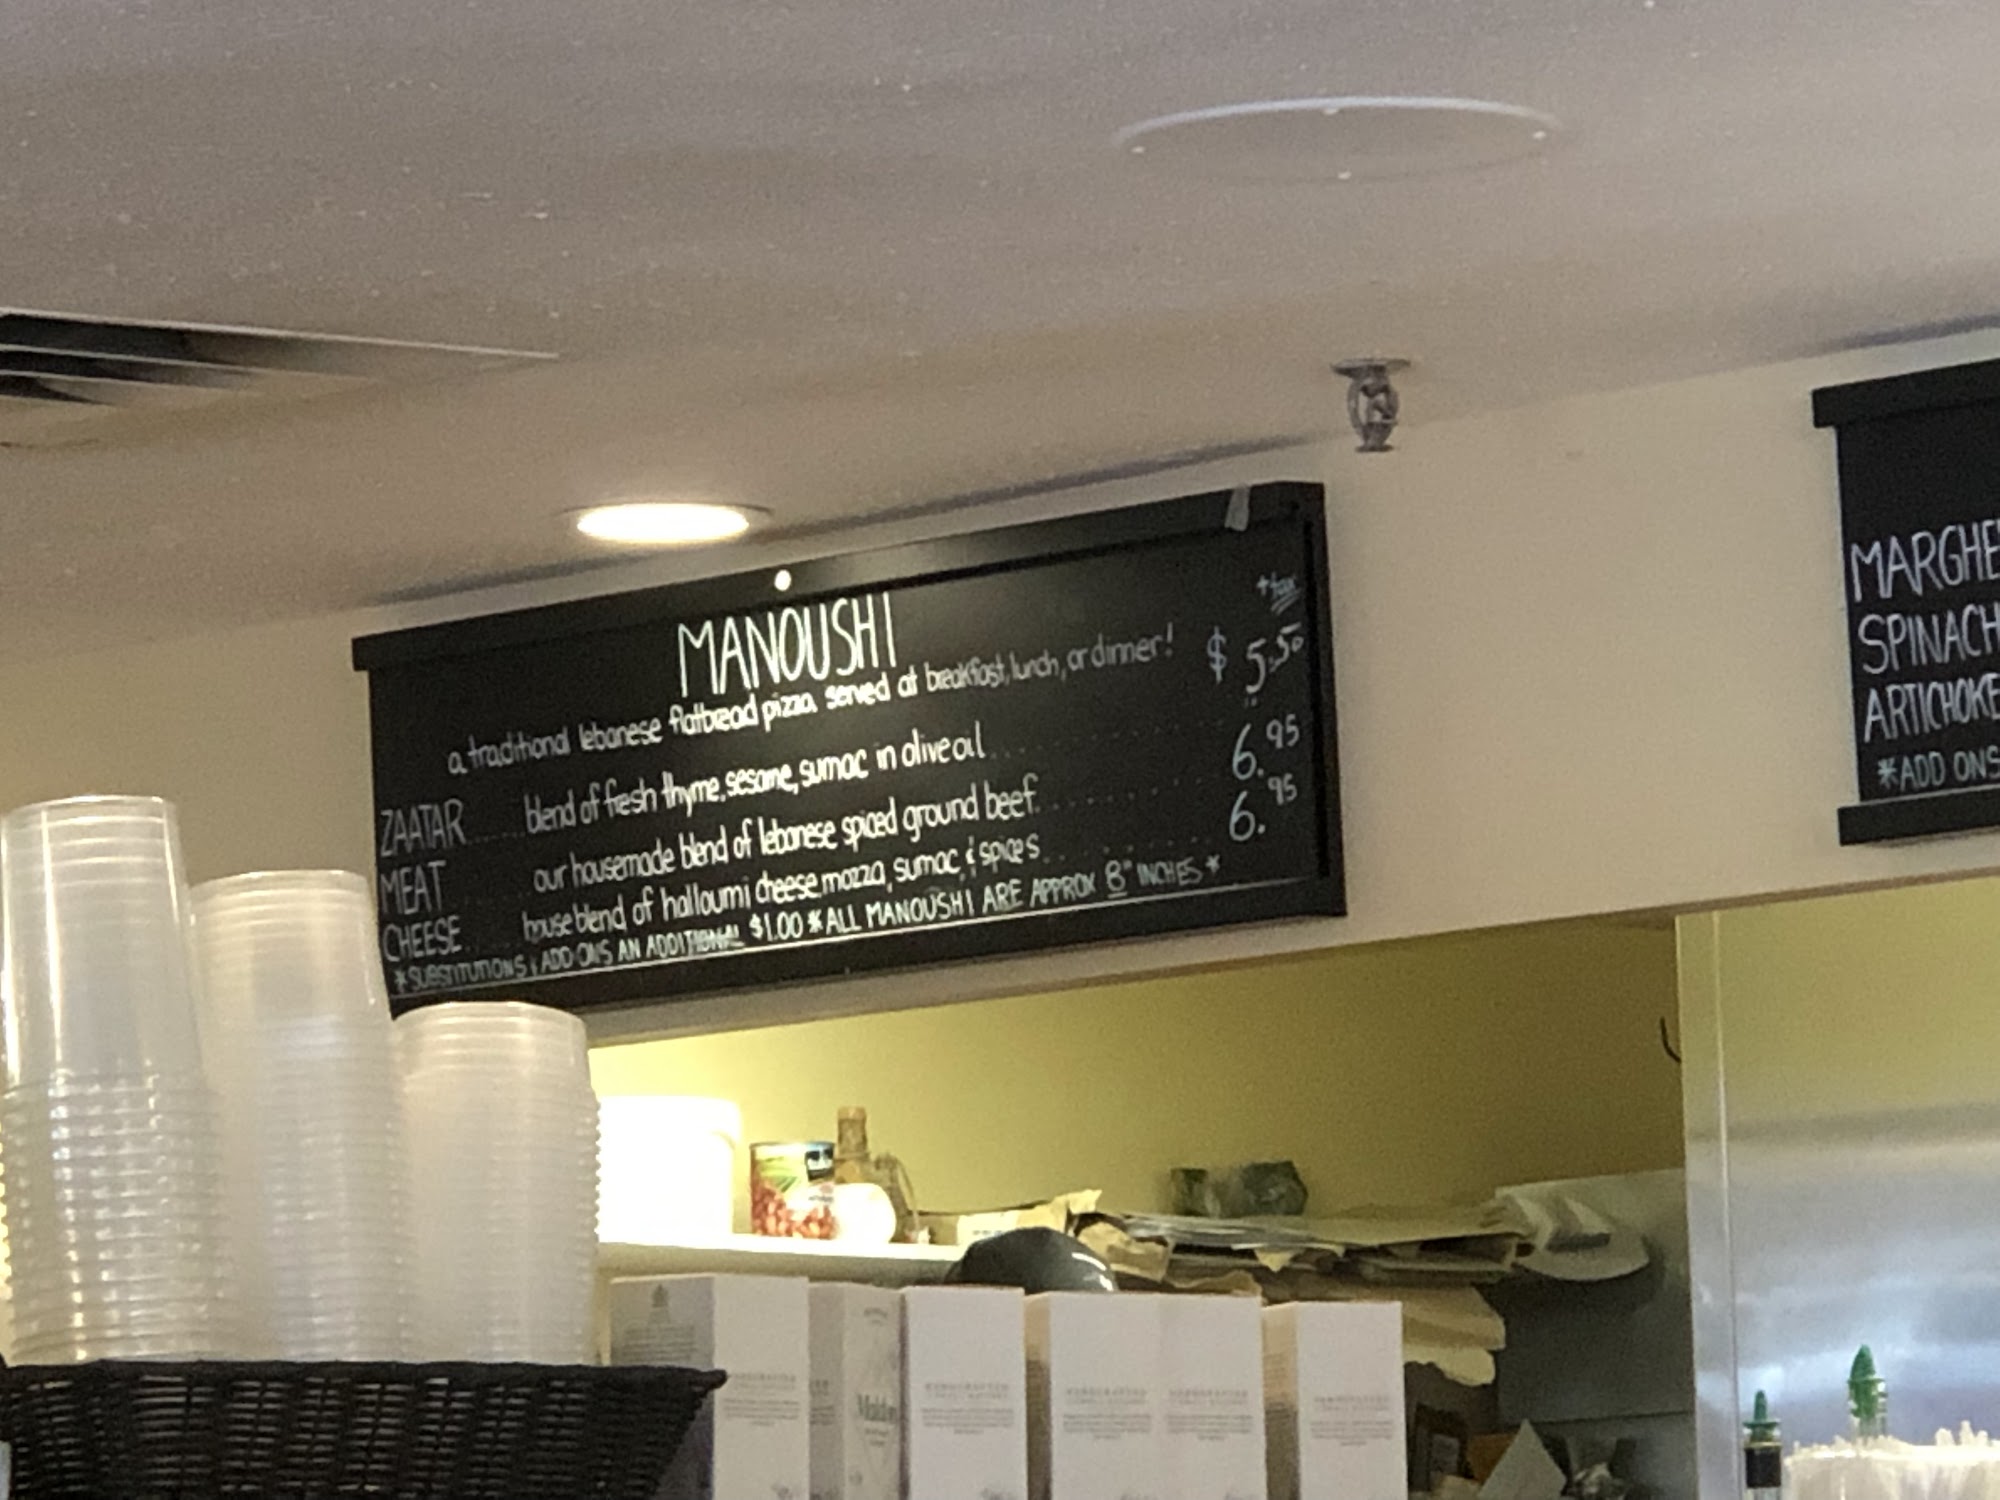 MANOUSHI
+tax
a traditional lebanese flatbread pizza served at breakfast, lunch, or dinner!
ZAATAR ..... blend of fresh thyme, sesame, sumac in olive oil ..... $ 5.50
MEAT ..... our housemade blend of lebanese spiced ground beef ..... 6.95
CHEESE ..... house blend of halloumi cheese mozza, sumac, & spices ..... 6.95
*SUBSTITUTIONS & ADD ONS AN ADDITIONAL $1.00 *ALL MANOUSHI ARE APPROX 8" INCHES *
MARGHE
SPINACH
ARTICHOKE
*ADD ONS
Maldon